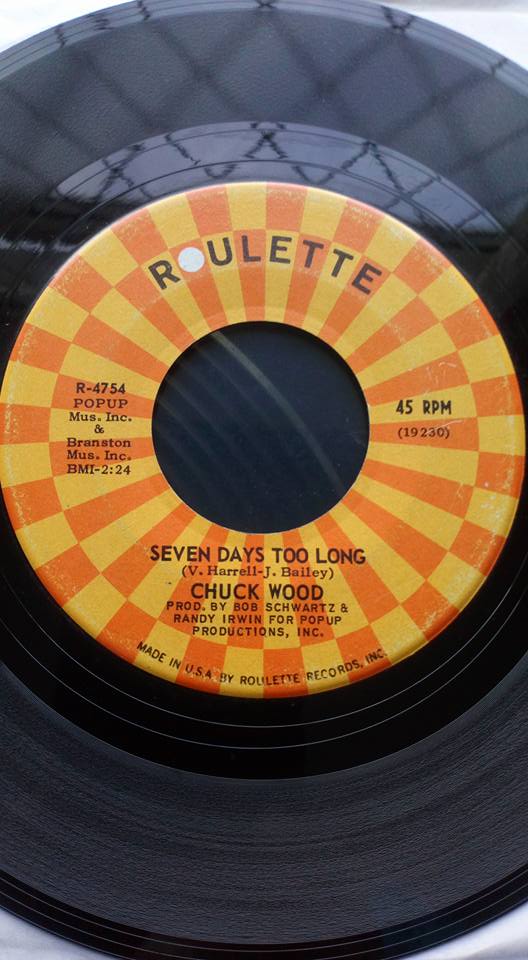 ROULETTE
R-4754
POPUP
Mus. Inc.
&
Branston
Mus. Inc.
BMI-2:24
45 RPM
(19230)
SEVEN DAYS TOO LONG
(V. Harrell-J. Bailey)
CHUCK WOOD
PROD. BY BOB SCHWARTZ &
RANDY IRWIN FOR POPUP
PRODUCTIONS, INC.
MADE IN U.S.A. BY ROULETTE RECORDS, INC.